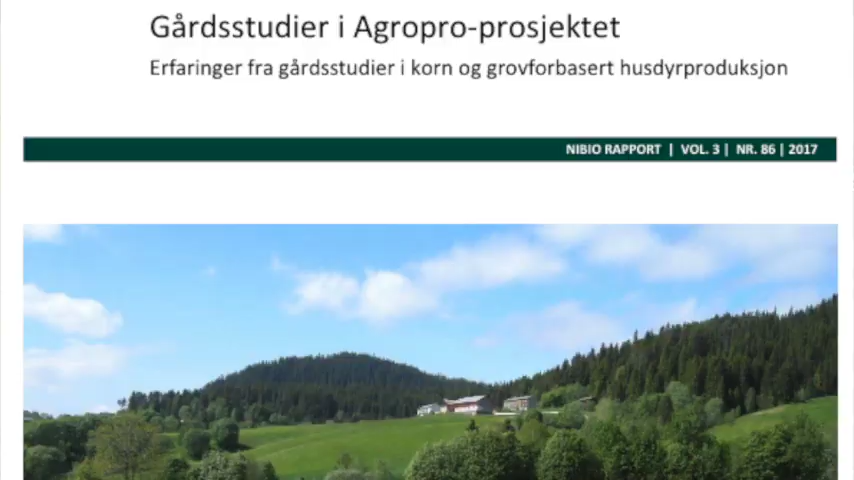 Gårdsstudier i Agropro-prosjektet
Erfaringer fra gårdsstudier i korn og grovforbasert husdyrproduksjon
NIBIO RAPPORT | VOL. 3 | NR. 86 | 2017